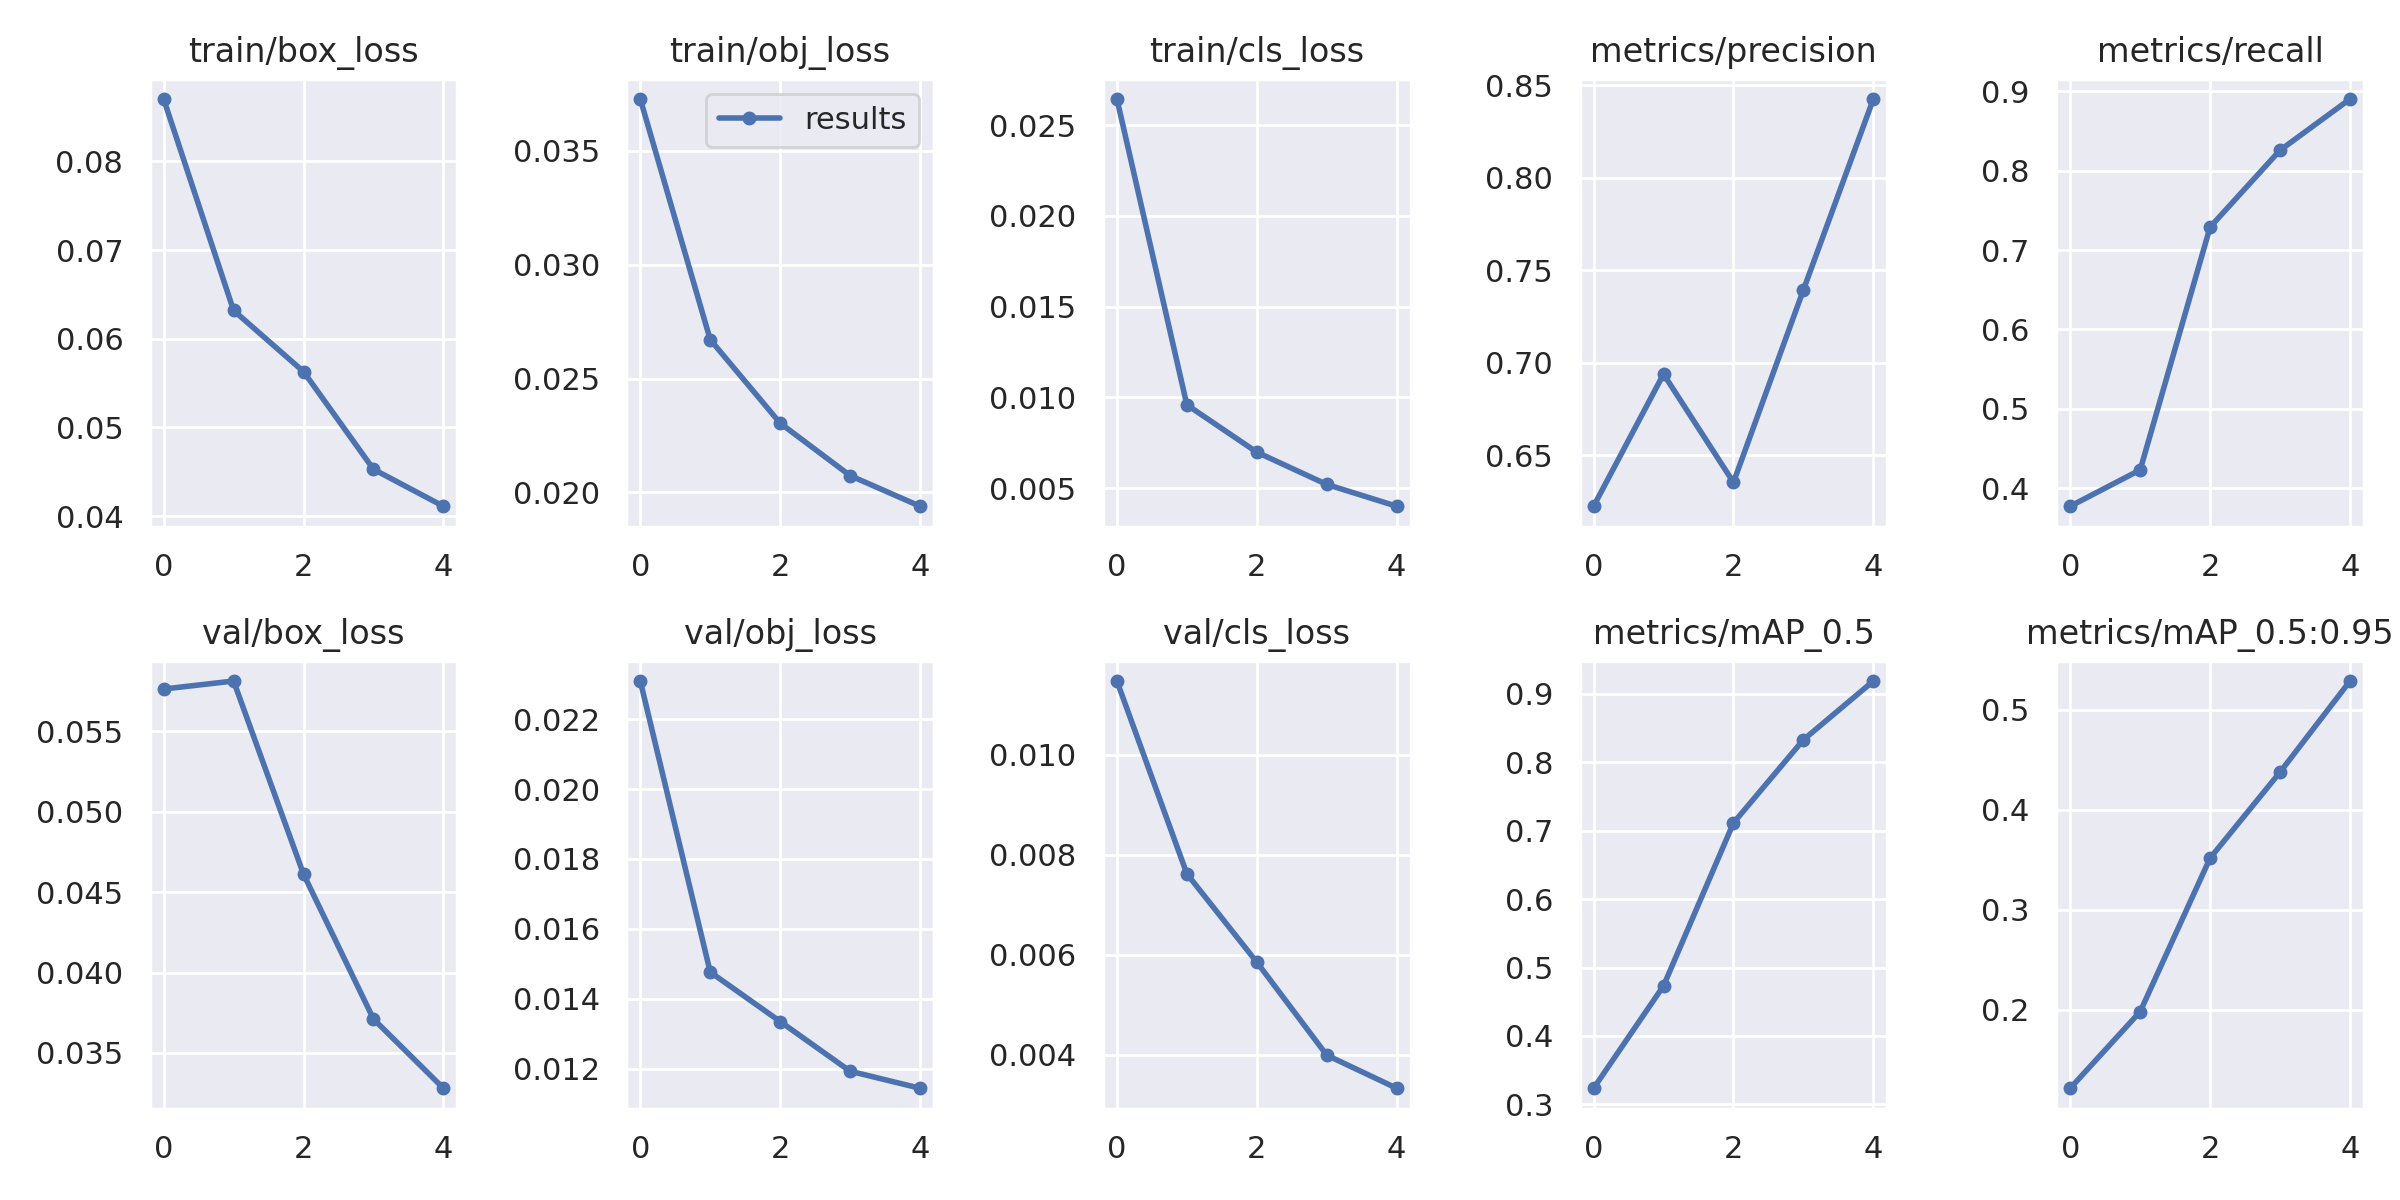 train/box_loss
0.08
0.07
0.06
0.05
0.04
0 2 4
train/obj_loss
results
0.035
0.030
0.025
0.020
0 2 4
train/cls_loss
0.025
0.020
0.015
0.010
0.005
0 2 4
metrics/precision
0.85
0.80
0.75
0.70
0.65
0 2 4
metrics/recall
0.9
0.8
0.7
0.6
0.5
0.4
0 2 4
val/box_loss
0.055
0.050
0.045
0.040
0.035
0 2 4
val/obj_loss
0.022
0.020
0.018
0.016
0.014
0.012
0 2 4
val/cls_loss
0.010
0.008
0.006
0.004
0 2 4
metrics/mAP_0.5
0.9
0.8
0.7
0.6
0.5
0.4
0.3
0 2 4
metrics/mAP_0.5:0.95
0.5
0.4
0.3
0.2
0 2 4